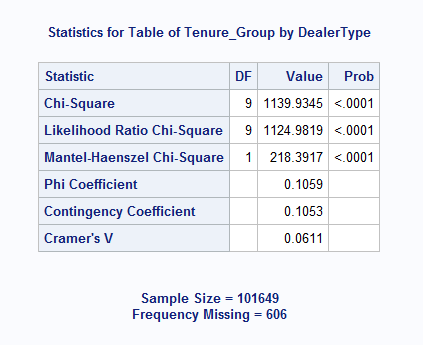 Statistics for Table of Tenure_Group by DealerType
Statistic DF Value Prob
Chi-Square 9 1139.9345 <.0001
Likelihood Ratio Chi-Square 9 1124.9819 <.0001
Mantel-Haenszel Chi-Square 1 218.3917 <.0001
Phi Coefficient 0.1059
Contingency Coefficient 0.1053
Cramer's V 0.0611
Sample Size = 101649
Frequency Missing = 606